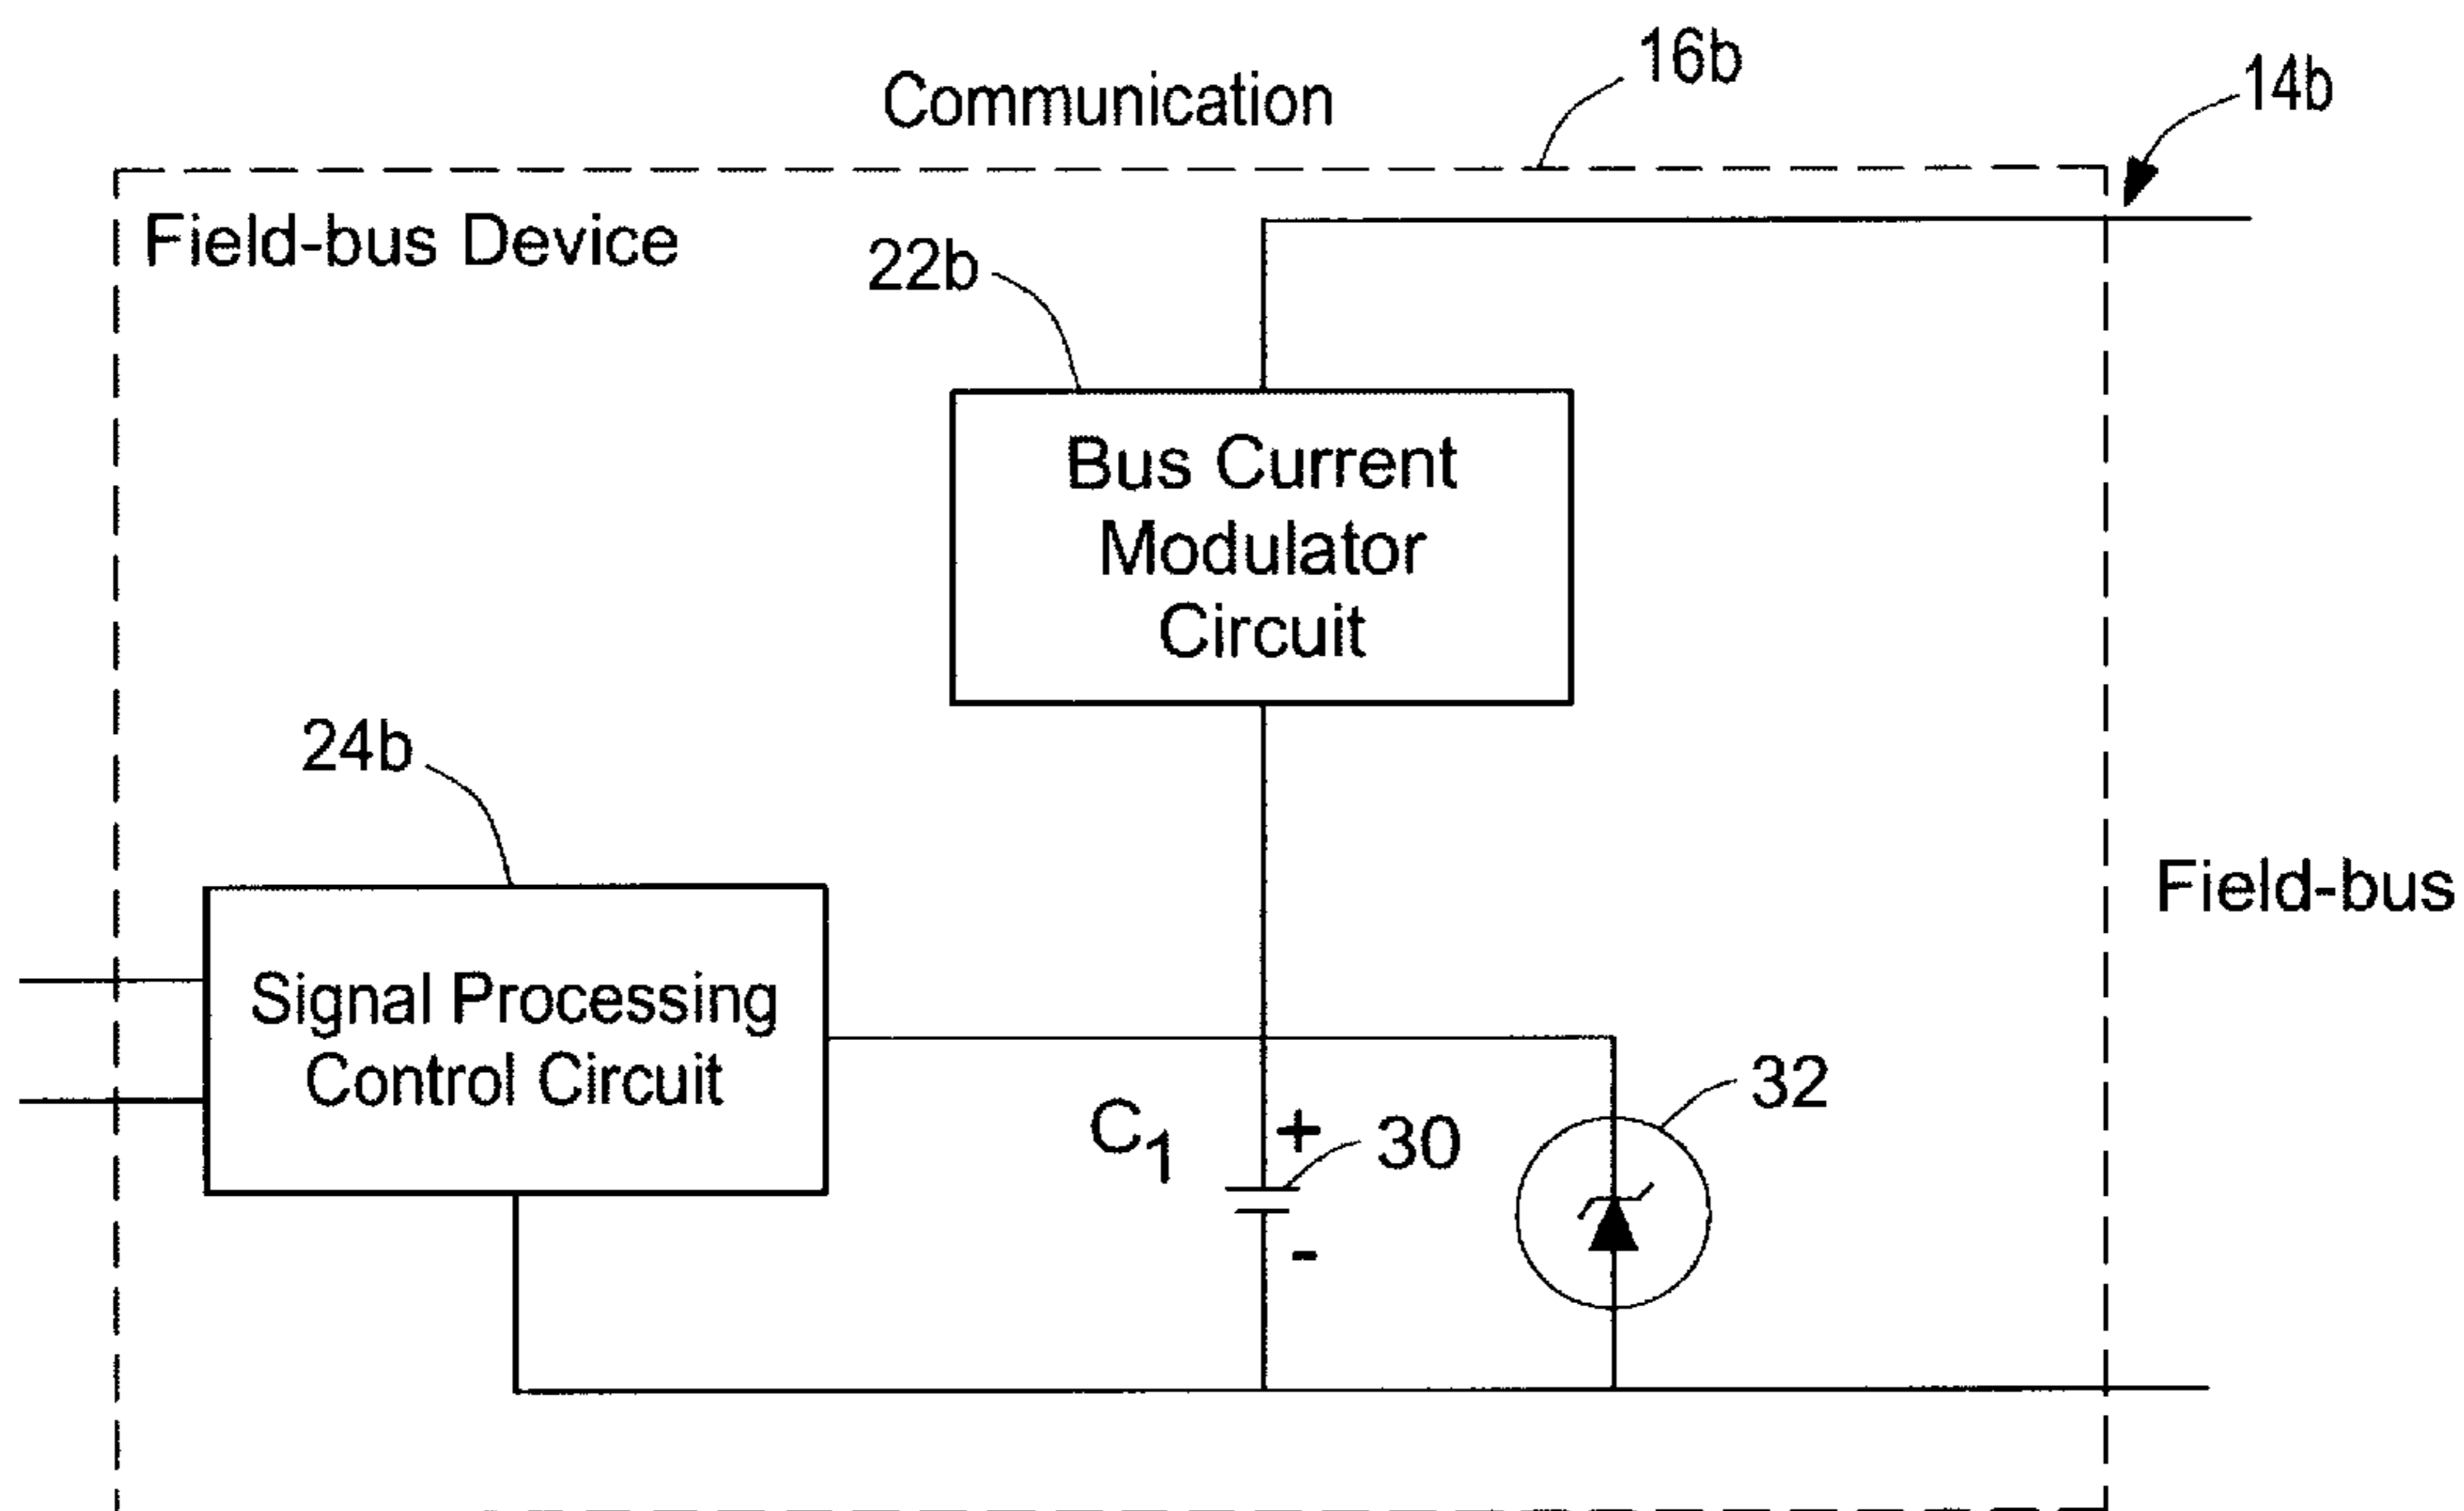 Communication
16b
14b
Field-bus Device
22b
Bus Current
Modulator
Circuit
24b
Field-bus
Signal Processing
Control Circuit
C1
+
30
32
-